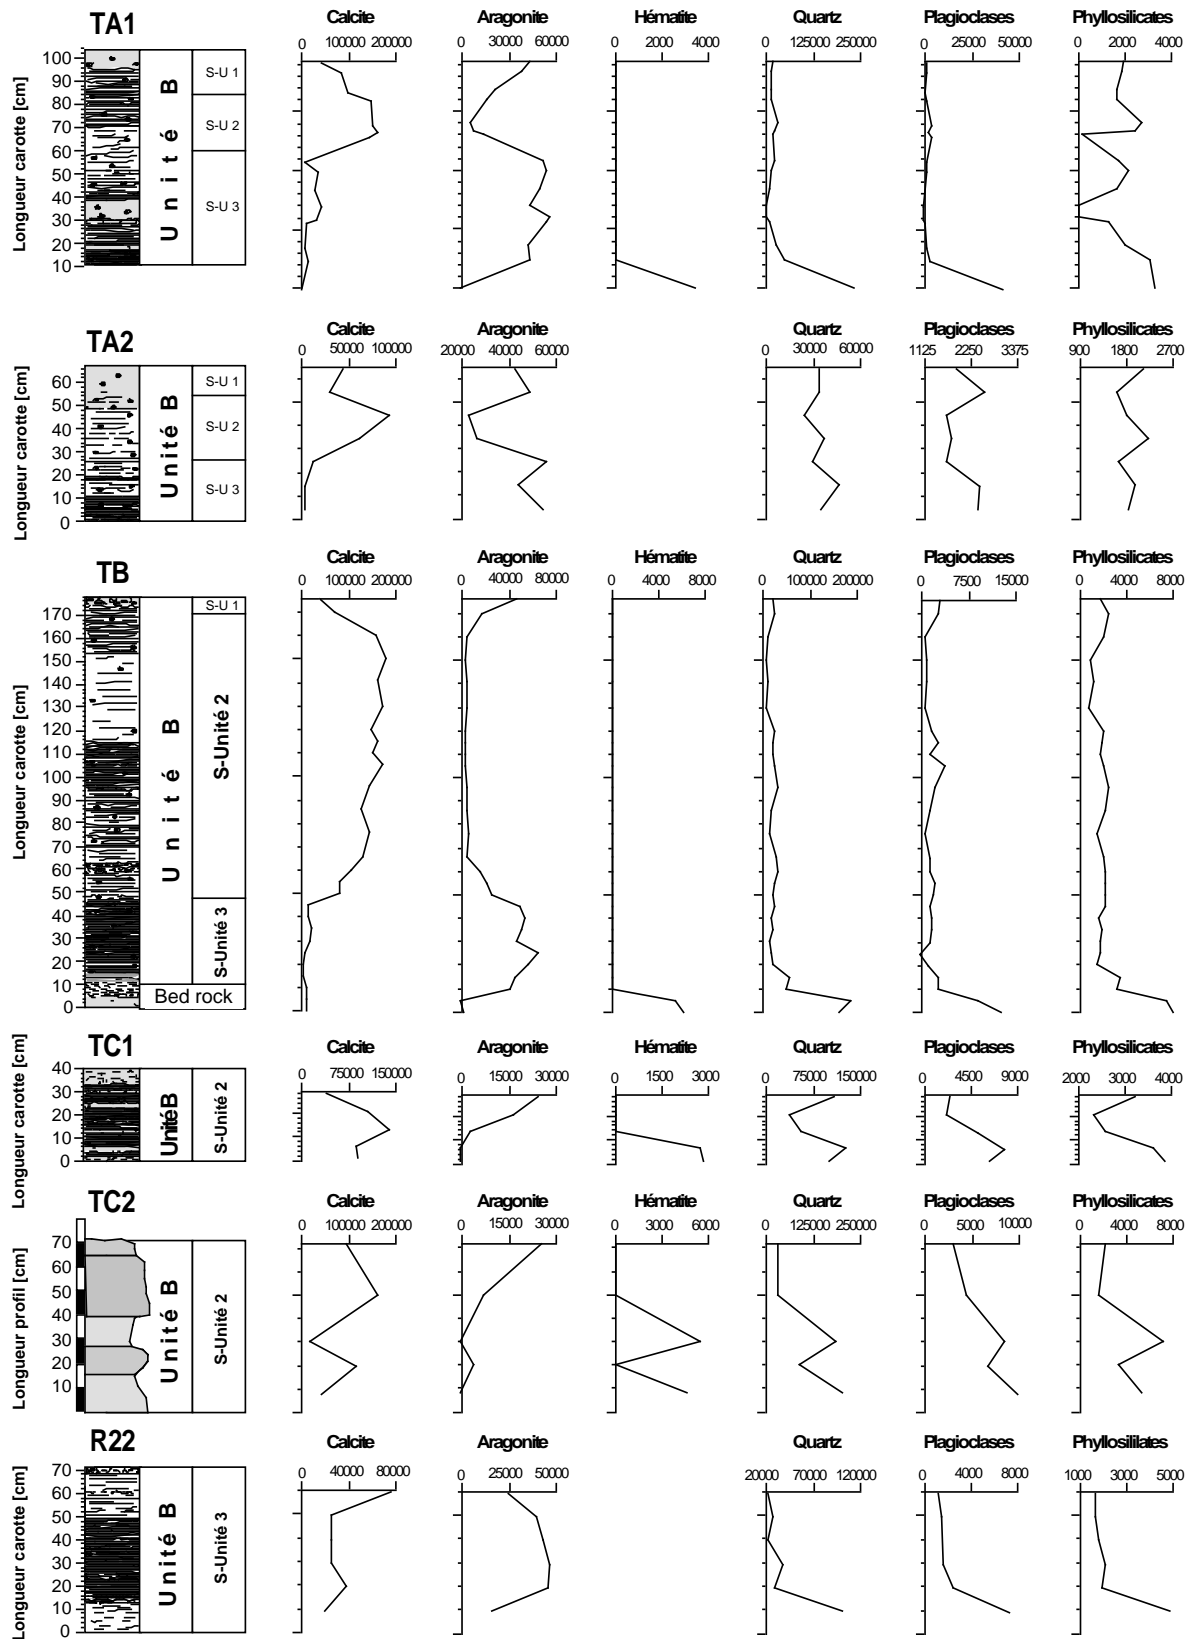 TA1
Calcite Aragonite Hématite Quartz Plagioclases Phyllosilicates
0 100000 200000 0 30000 60000 0 2000 4000 0 125000 250000 0 25000 50000 0 2000 4000
Longueur carotte [cm]
100
90
80
70
60
50
40
30
20
10
Unité B
S-U 1
S-U 2
S-U 3
TA2
Calcite Aragonite Quartz Plagioclases Phyllosilicates
0 50000 100000 20000 40000 60000 0 30000 60000 1125 2250 3375 900 1800 2700
Longueur carotte [cm]
60
50
40
30
20
10
0
Unité B
S-U 1
S-U 2
S-U 3
TB
Calcite Aragonite Hématite Quartz Plagioclases Phyllosilicates
0 100000 200000 0 40000 80000 0 4000 8000 0 100000 200000 0 7500 15000 0 4000 8000
Longueur carotte [cm]
170
160
150
140
130
120
110
100
90
80
70
60
50
40
30
20
10
0
Unité B
S-U 1
S-Unité 2
S-Unité 3
Bed rock
TC1
Calcite Aragonite Hématite Quartz Plagioclases Phyllosilicates
0 75000 150000 0 15000 30000 0 1500 3000 0 75000 150000 0 4500 9000 2000 3000 4000
Longueur carotte [cm]
40
30
20
10
0
Unité B
S-Unité 2
TC2
Calcite Aragonite Hématite Quartz Plagioclases Phyllosilicates
0 100000 200000 0 15000 30000 0 3000 6000 0 125000 250000 0 5000 10000 0 4000 8000
Longueur profil [cm]
70
60
50
40
30
20
10
Unité B
S-Unité 2
R22
Calcite Aragonite Quartz Plagioclases Phyllosililates
0 40000 80000 0 25000 50000 20000 70000 120000 0 4000 8000 1000 3000 5000
Longueur carotte [cm]
70
60
50
40
30
20
10
0
Unité B
S-Unité 3